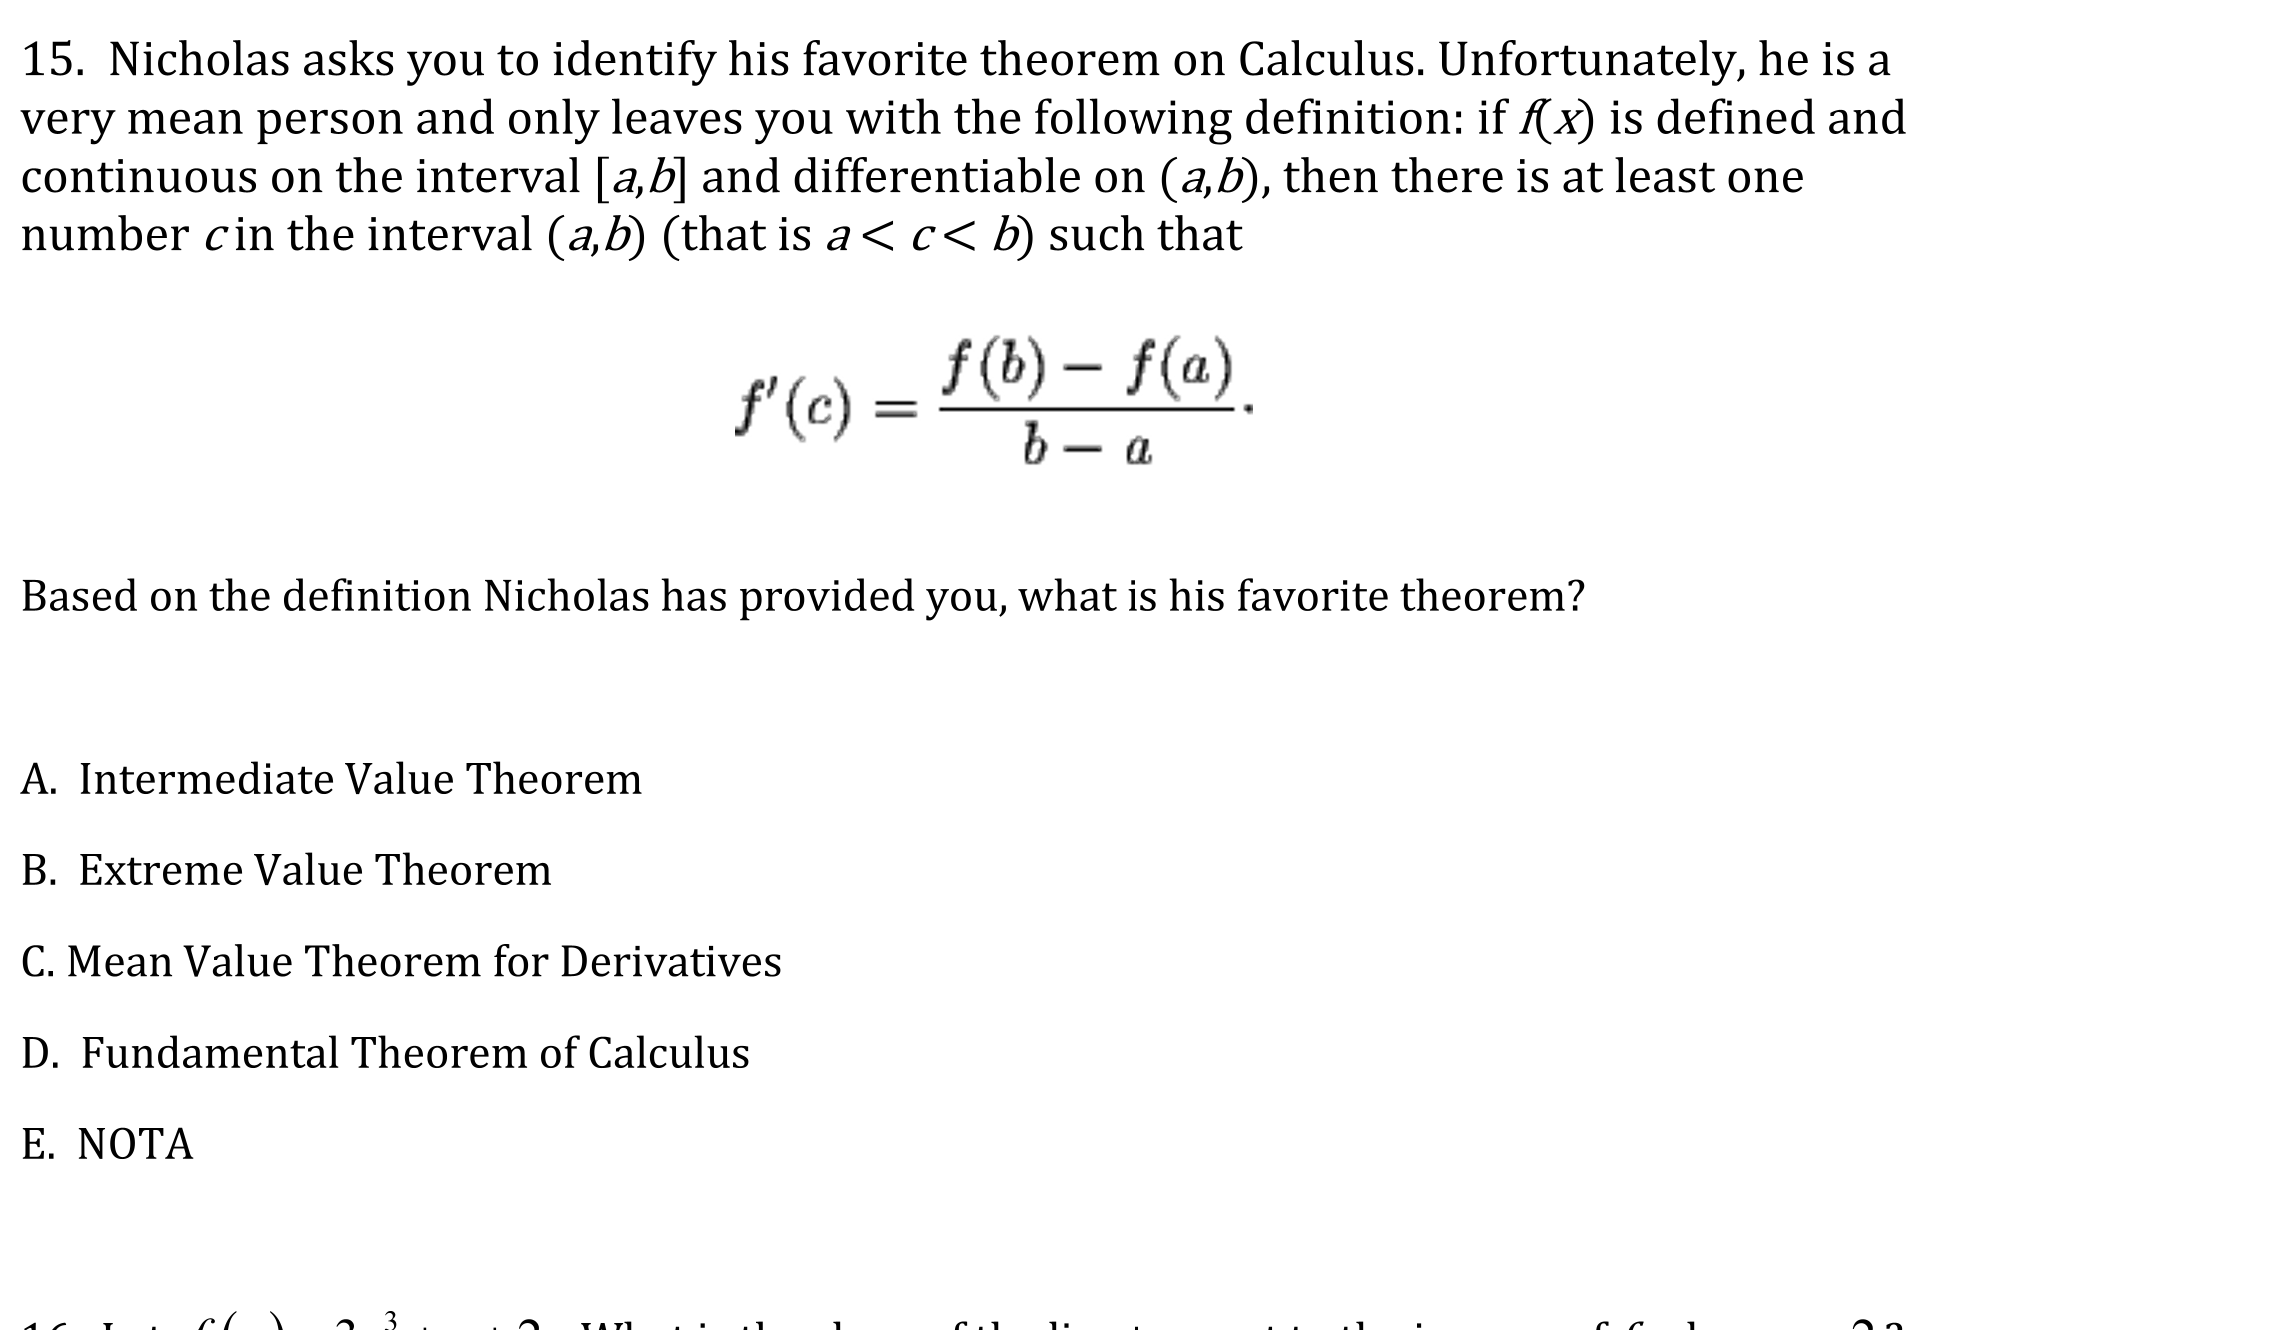 15. Nicholas asks you to identify his favorite theorem on Calculus. Unfortunately, he is a
very mean person and only leaves you with the following definition: if f(x) is defined and
continuous on the interval [a,b] and differentiable on (a,b), then there is at least one
number c in the interval (a,b) (that is a < c < b) such that
f'(c) = \frac{f(b) - f(a)}{b - a}.
Based on the definition Nicholas has provided you, what is his favorite theorem?
A. Intermediate Value Theorem
B. Extreme Value Theorem
C. Mean Value Theorem for Derivatives
D. Fundamental Theorem of Calculus
E. NOTA